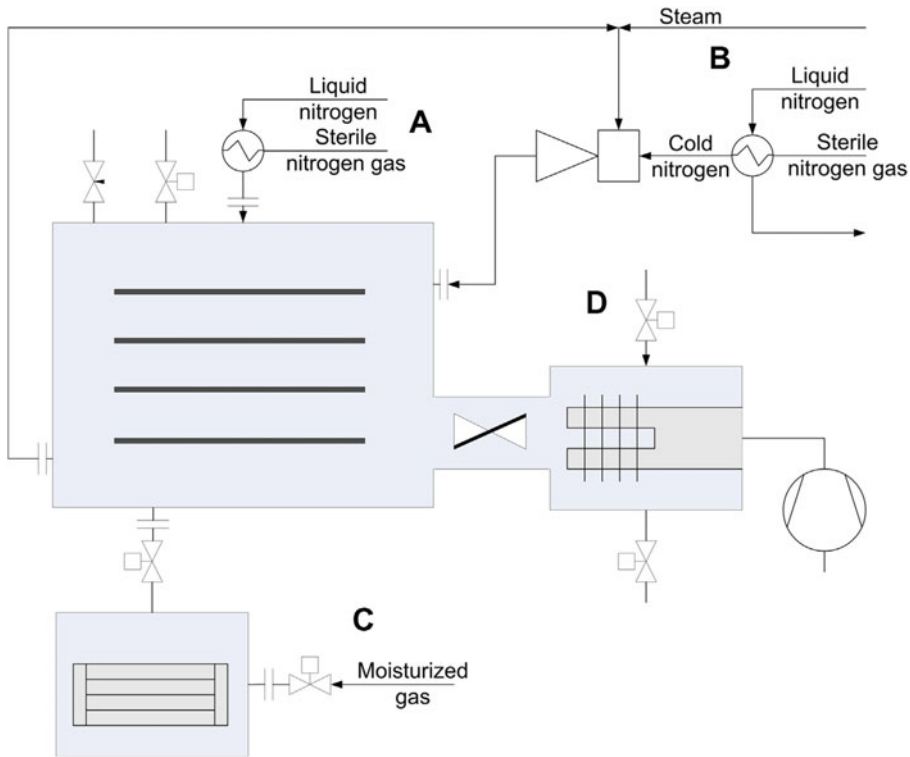 Steam
B
Liquid
nitrogen
Liquid
nitrogen
A
Sterile
nitrogen gas
Cold
nitrogen
Sterile
nitrogen gas
D
C
Moisturized
gas